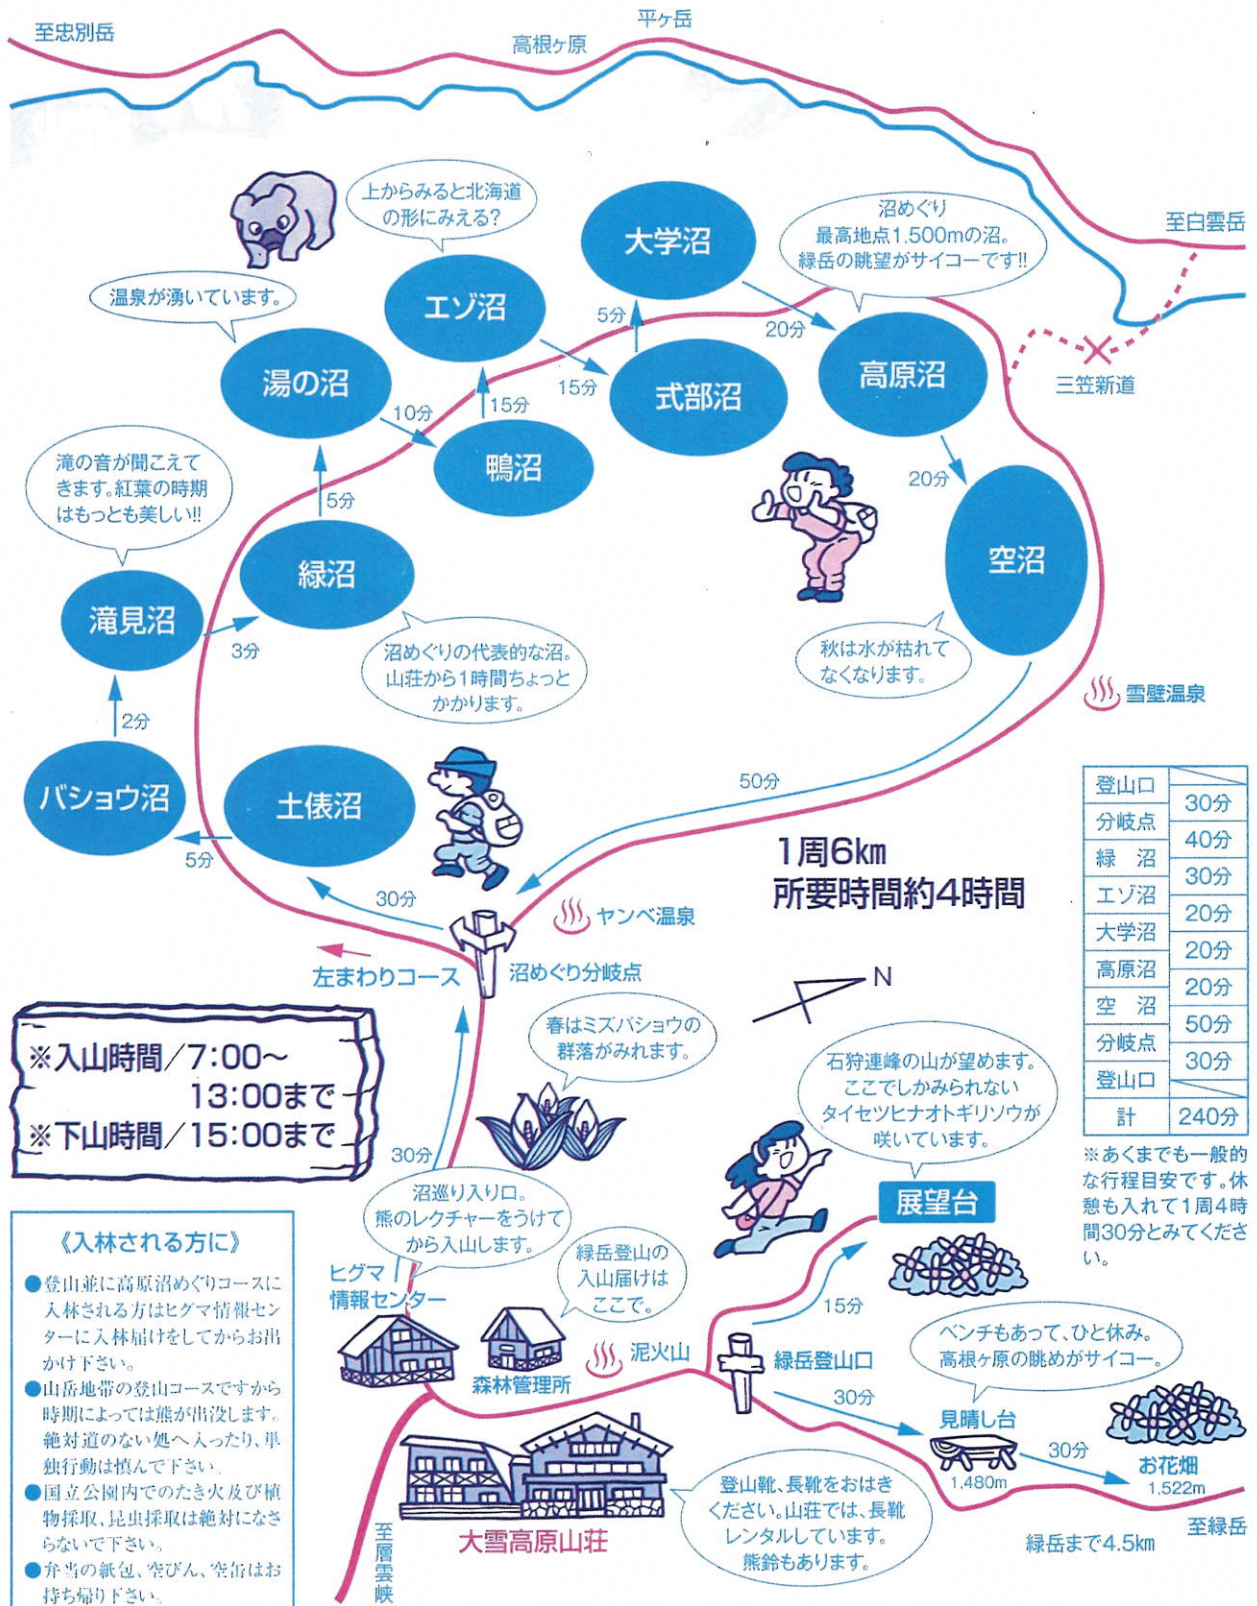 至忠別岳
高根ヶ原
平ヶ岳
至白雲岳
三笠新道
上からみると北海道
の形にみえる?
沼めぐり
最高地点1,500mの沼。
緑岳の眺望がサイコーです!!
大学沼
エゾ沼
温泉が湧いています。
湯の沼
5分
20分
15分
式部沼
高原沼
10分
15分
鴨沼
20分
滝の音が聞こえて
きます。紅葉の時期
はもっとも美しい!!
5分
緑沼
空沼
滝見沼
3分
沼めぐりの代表的な沼。
山荘から1時間ちょっと
かかります。
秋は水が枯れて
なくなります。
雪壁温泉
2分
バショウ沼
土俵沼
5分
50分
30分
1周6km
所要時間約4時間
ヤンベ温泉
左まわりコース
沼めぐり分岐点
N
登山口
30分
分岐点
40分
緑 沼
30分
エゾ沼
20分
大学沼
20分
高原沼
20分
空 沼
50分
分岐点
30分
登山口
計 240分
※あくまでも一般的
な行程目安です。休
憩も入れて1周4時
間30分とみてくださ
い。
※入山時間/7:00〜
13:00まで
※下山時間/15:00まで
春はミズバショウの
群落がみれます。
30分
石狩連峰の山が望めます。
ここでしかみられない
タイセツヒナオトギリソウが
咲いています。
展望台
沼巡り入り口。
熊のレクチャーをうけて
から入山します。
ヒグマ
情報センター
緑岳登山の
入山届けは
ここで。
森林管理所
泥火山
15分
緑岳登山口
30分
ベンチもあって、ひと休み。
高根ヶ原の眺めがサイコー。
見晴し台
1,480m
30分
お花畑
1,522m
至緑岳
緑岳まで4.5km
大雪高原山荘
登山靴、長靴をおはき
ください。山荘では、長靴
レンタルしています。
熊鈴もあります。
至層雲峡
《入林される方に》
●登山並に高原沼めぐりコースに
入林される方はヒグマ情報セン
ターに入林届けをしてからお出
かけ下さい。
●山岳地帯の登山コースですから
時期によっては熊が出没します。
絶対道のない処へ入ったり、単
独行動は慎んで下さい。
●国立公園内でのたき火及び植
物採取、昆虫採取は絶対になさ
らないで下さい。
●弁当の紙包、空びん、空缶はお
持ち帰り下さい。